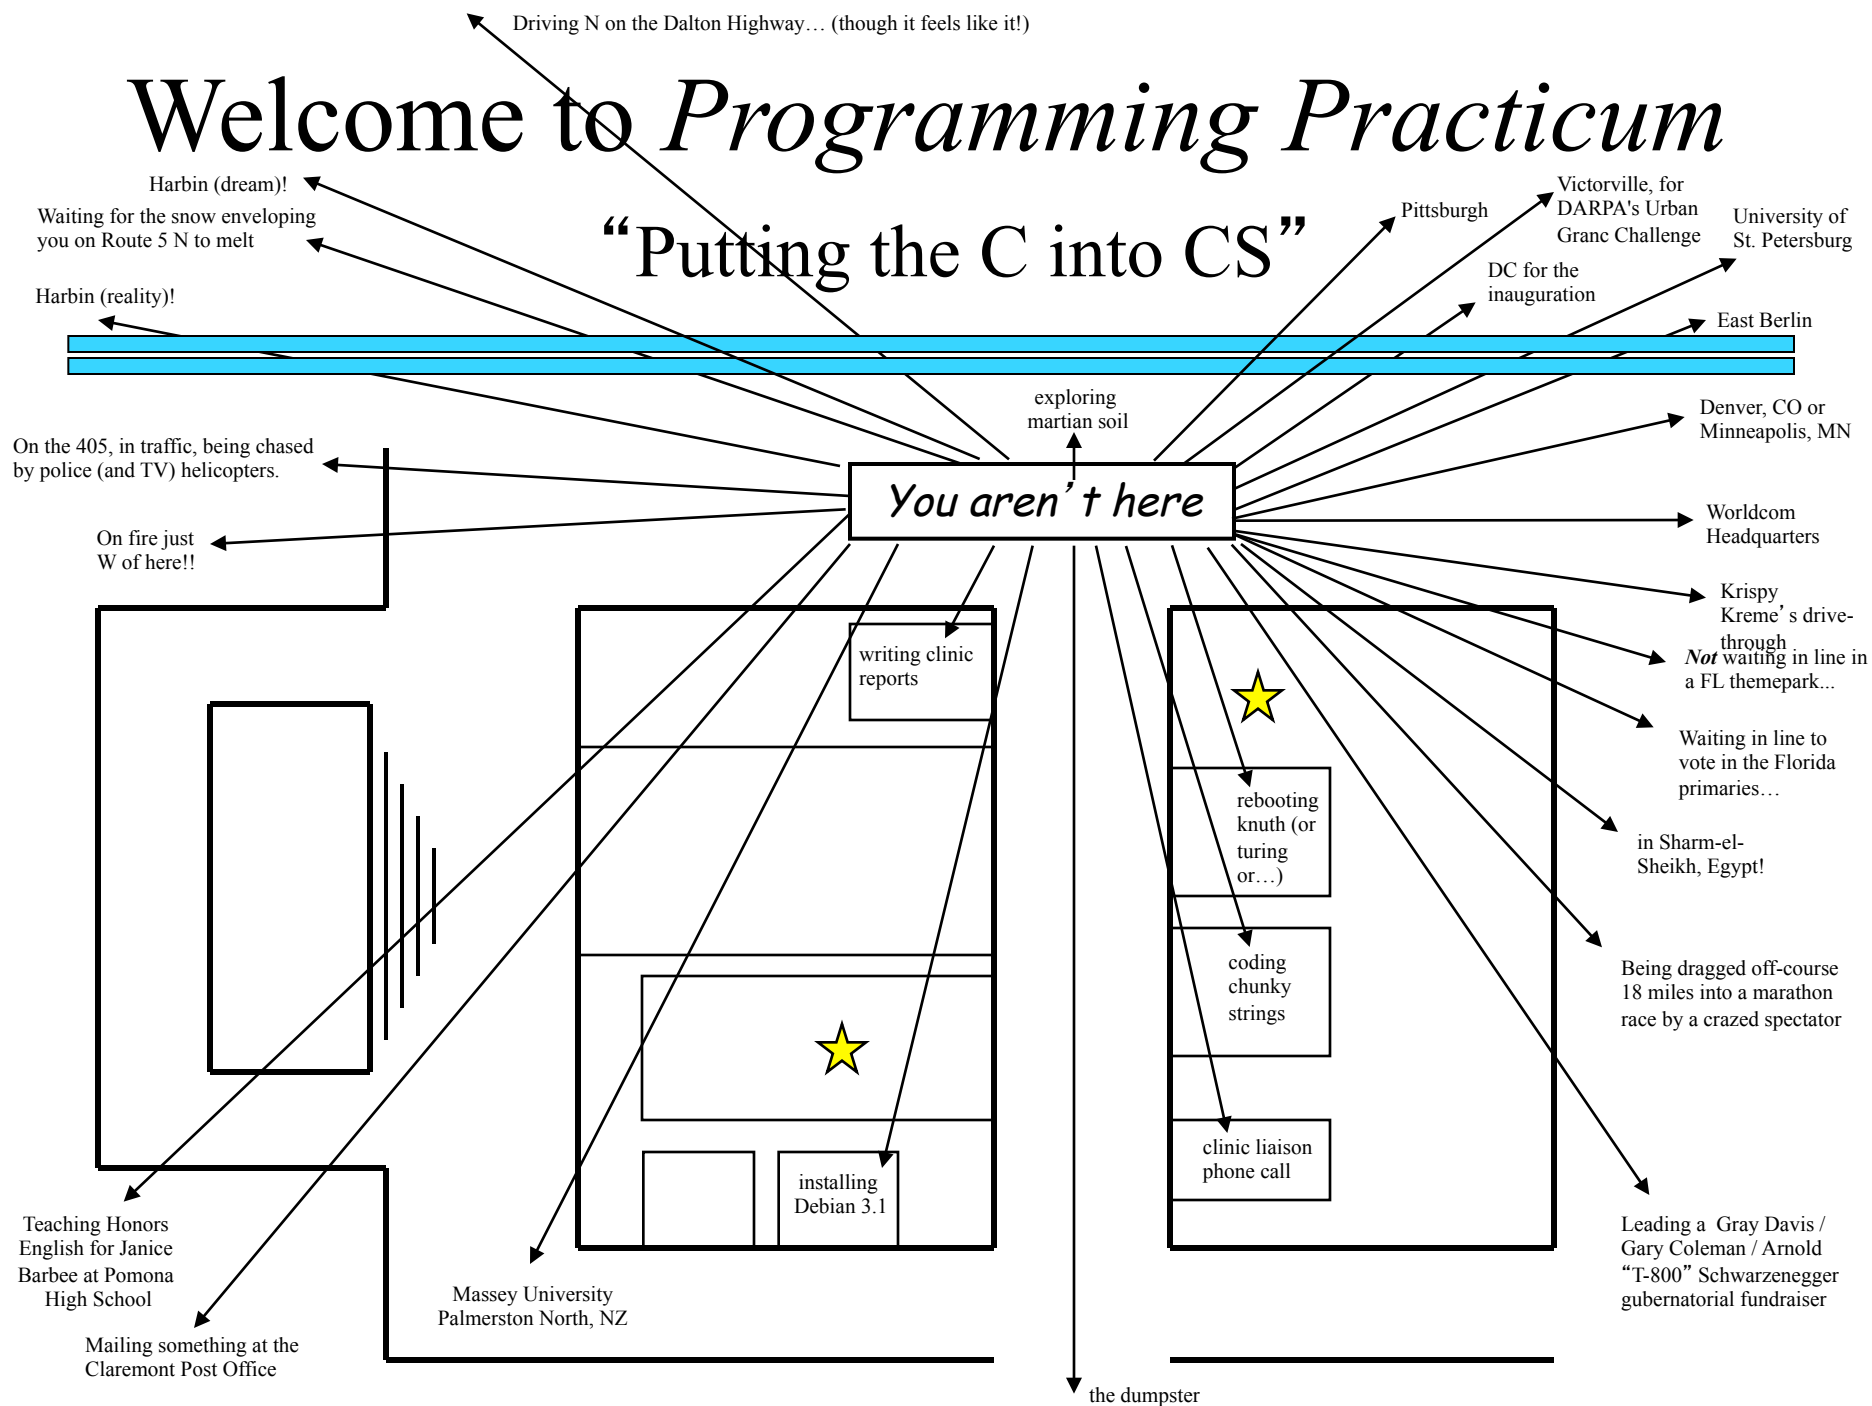 Driving N on the Dalton Highway… (though it feels like it!)
Welcome to Programming Practicum
Harbin (dream)!
Waiting for the snow enveloping
you on Route 5 N to melt
“Putting the C into CS”
Pittsburgh
Victorville, for
DARPA's Urban
Granc Challenge
University of
St. Petersburg
DC for the
inauguration
Harbin (reality)!
East Berlin
exploring
martian soil
Denver, CO or
Minneapolis, MN
On the 405, in traffic, being chased
by police (and TV) helicopters.
You aren’t here
Worldcom
Headquarters
On fire just
W of here!!
Krispy
Kreme’s drive-
through
Not waiting in line in
a FL themepark...
writing clinic
reports
Waiting in line to
vote in the Florida
primaries…
rebooting
knuth (or
turing
or…)
in Sharm-el-
Sheikh, Egypt!
coding
chunky
strings
Being dragged off-course
18 miles into a marathon
race by a crazed spectator
clinic liaison
phone call
installing
Debian 3.1
Teaching Honors
English for Janice
Barbee at Pomona
High School
Leading a Gray Davis /
Gary Coleman / Arnold
“T-800” Schwarzenegger
gubernatorial fundraiser
Massey University
Palmerston North, NZ
Mailing something at the
Claremont Post Office
the dumpster